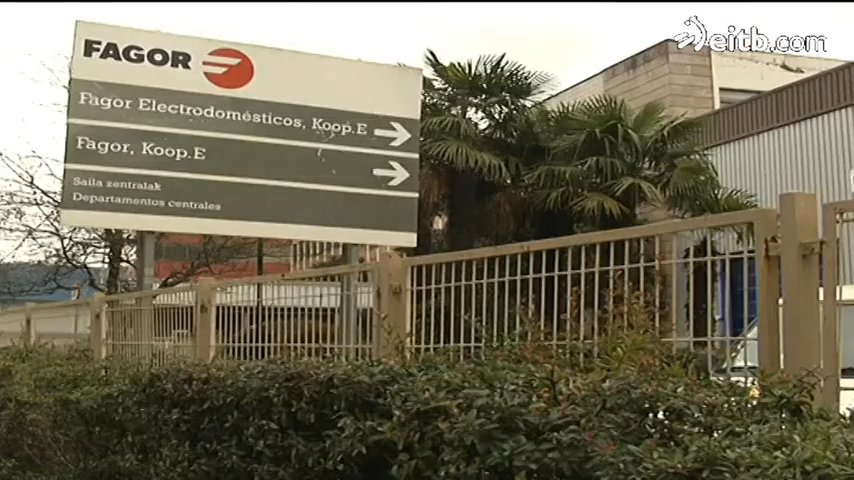 eitb.com
FAGOR
Fagor Electrodomésticos, Koop.E
Fagor, Koop.E
Saila zentralak
Departamentos centrales